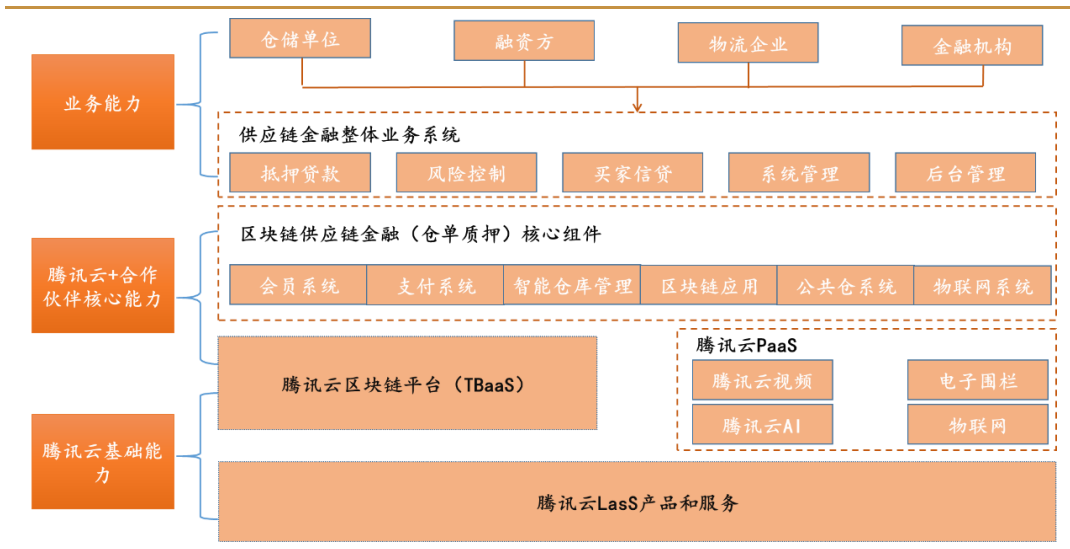 仓储单位
融资方
物流企业
金融机构
业务能力
供应链金融整体业务系统
抵押贷款
风险控制
买家信贷
系统管理
后台管理
腾讯云+合作
伙伴核心能力
区块链供应链金融（仓单质押）核心组件
会员系统
支付系统
智能仓库管理
区块链应用
公共仓系统
物联网系统
腾讯云区块链平台（TBaaS）
腾讯云PaaS
腾讯云视频
电子围栏
腾讯云AI
物联网
腾讯云基础能
力
腾讯云LasS产品和服务